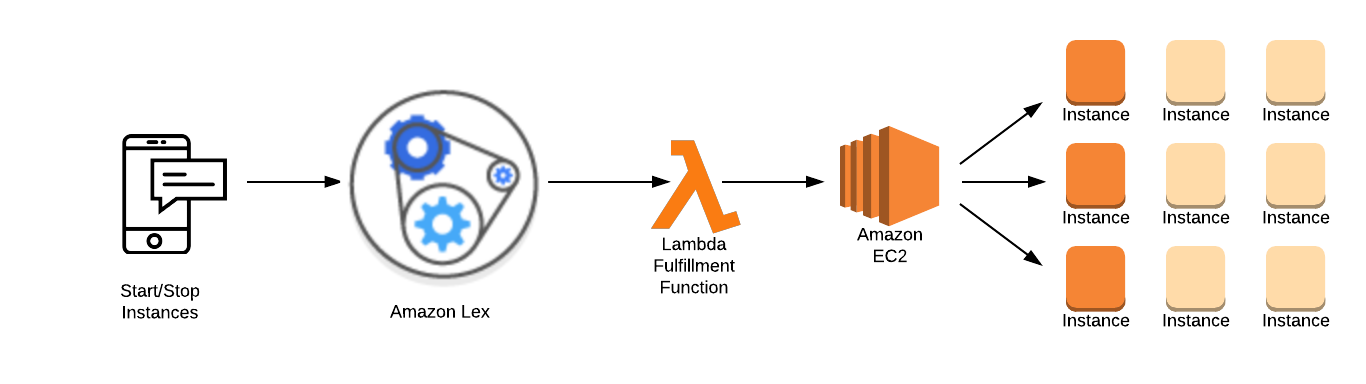 Start/Stop
Instances
Amazon Lex
Lambda
Fulfillment
Function
Amazon
EC2
Instance Instance Instance
Instance Instance Instance
Instance Instance Instance